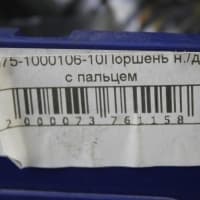 75-1000106-10Поршень н./д
с пальцем
2 000073 761158